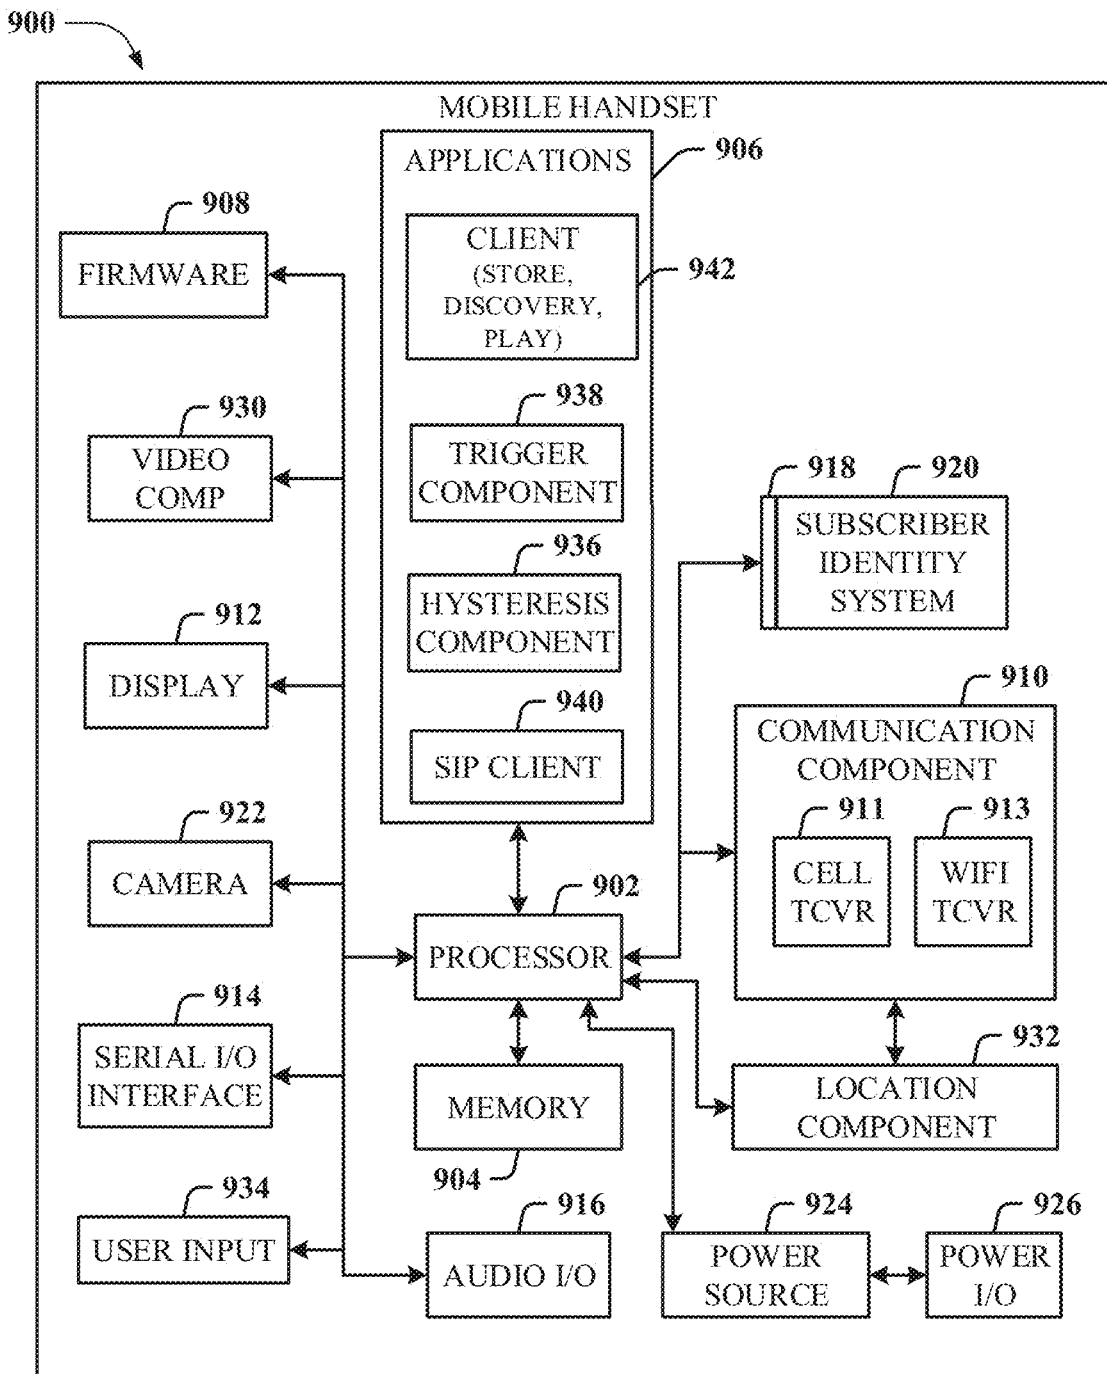 900
MOBILE HANDSET
APPLICATIONS
906
CLIENT
(STORE,
DISCOVERY,
PLAY)
942
938
TRIGGER
COMPONENT
936
HYSTERESIS
COMPONENT
940
SIP CLIENT
908
FIRMWARE
930
VIDEO
COMP
912
DISPLAY
922
CAMERA
914
SERIAL I/O
INTERFACE
934
USER INPUT
902
PROCESSOR
MEMORY
904
916
AUDIO I/O
918
920
SUBSCRIBER
IDENTITY
SYSTEM
910
COMMUNICATION
COMPONENT
911
CELL
TCVR
913
WIFI
TCVR
932
LOCATION
COMPONENT
924
POWER
SOURCE
926
POWER
I/O